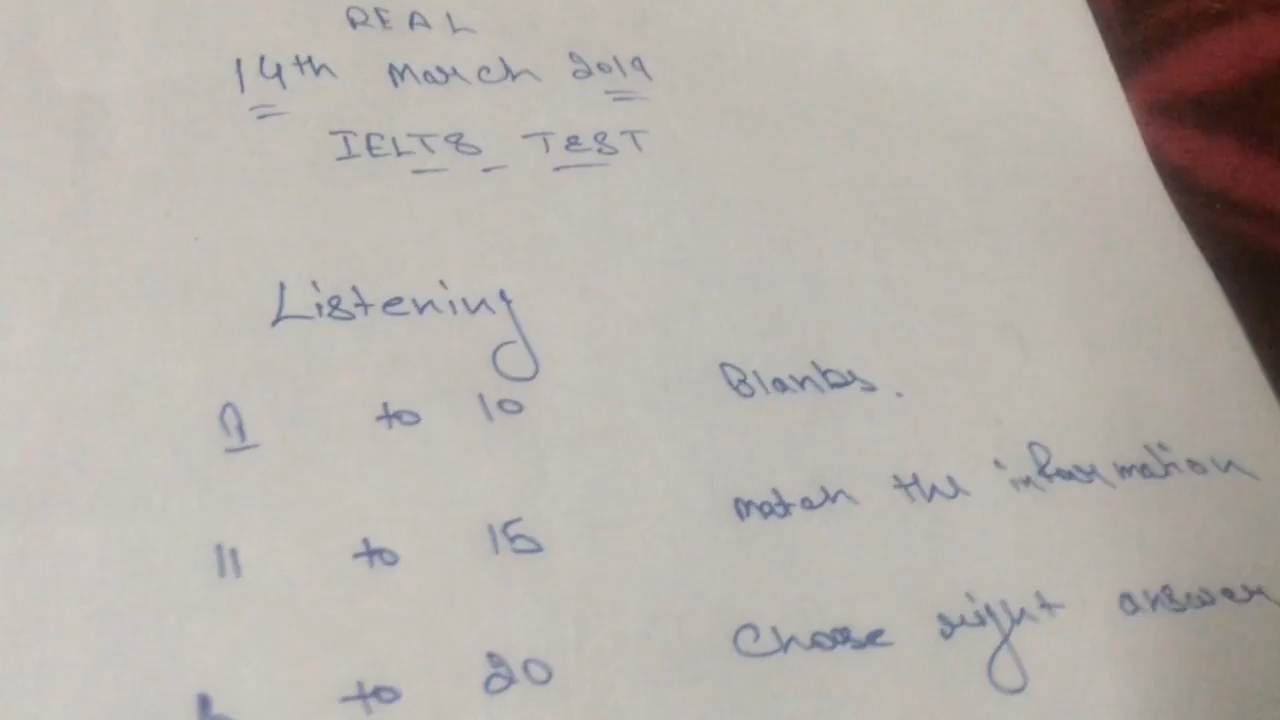 REAL
14th March 2019
IELTS TEST
Listening
1 to 10 Blanks.
11 to 15 match the information
to 20 Choose right answer